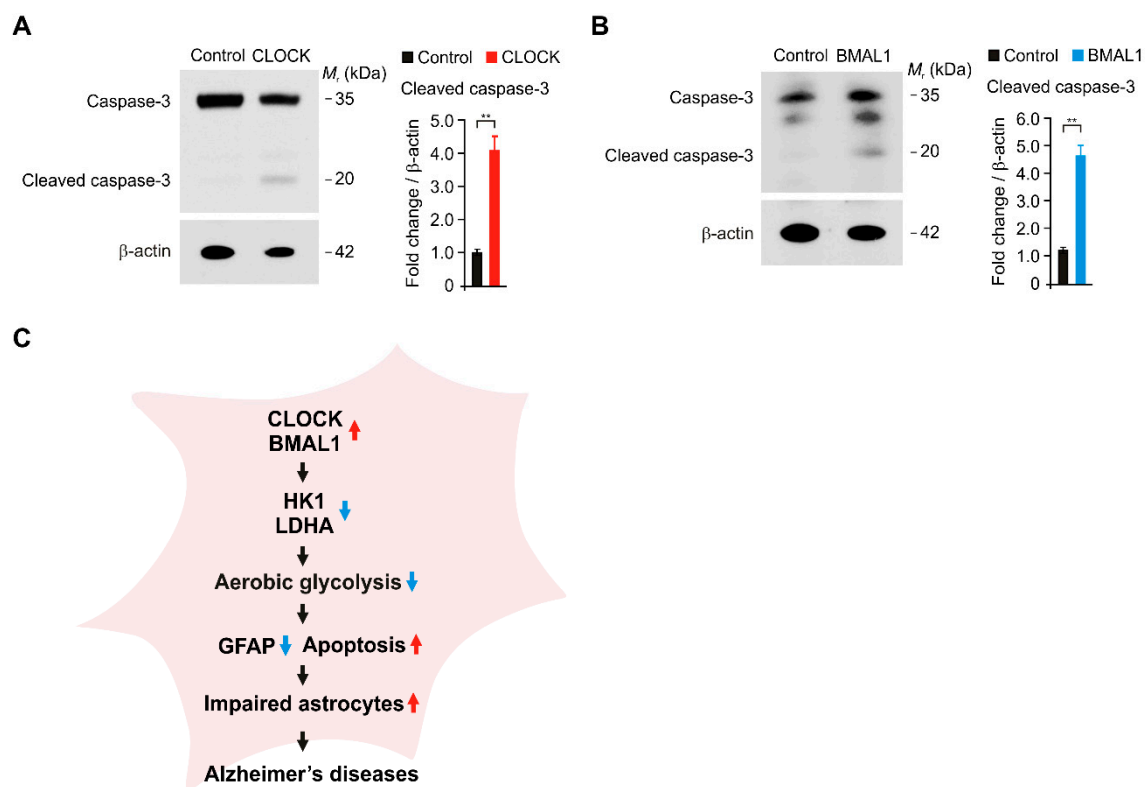 A
Control CLOCK
Mr (kDa)
Caspase-3
-35
Cleaved caspase-3
-20
β-actin
-42
Control CLOCK
Cleaved caspase-3
Fold change / β-actin
5.0
4.0
3.0
2.0
1.0
0
**
B
Control BMAL1
Mr (kDa)
Caspase-3
-35
Cleaved caspase-3
-20
β-actin
-42
Control BMAL1
Cleaved caspase-3
Fold change / β-actin
6.0
5.0
4.0
3.0
2.0
1.0
0
**
C
CLOCK
BMAL1
HK1
LDHA
Aerobic glycolysis
GFAP Apoptosis
Impaired astrocytes
Alzheimer's diseases